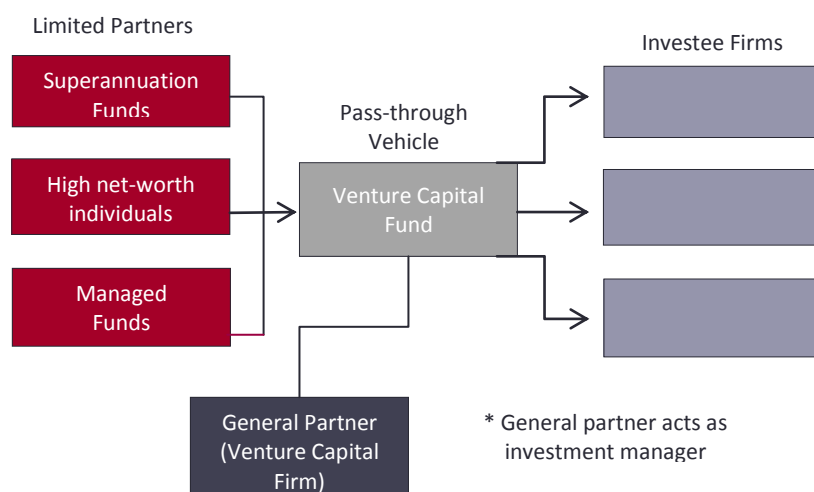 Limited Partners
Superannuation
Funds
High net-worth
individuals
Managed
Funds
Pass-through
Vehicle
Venture Capital
Fund
General Partner
(Venture Capital
Firm)
Investee Firms
* General partner acts as
investment manager